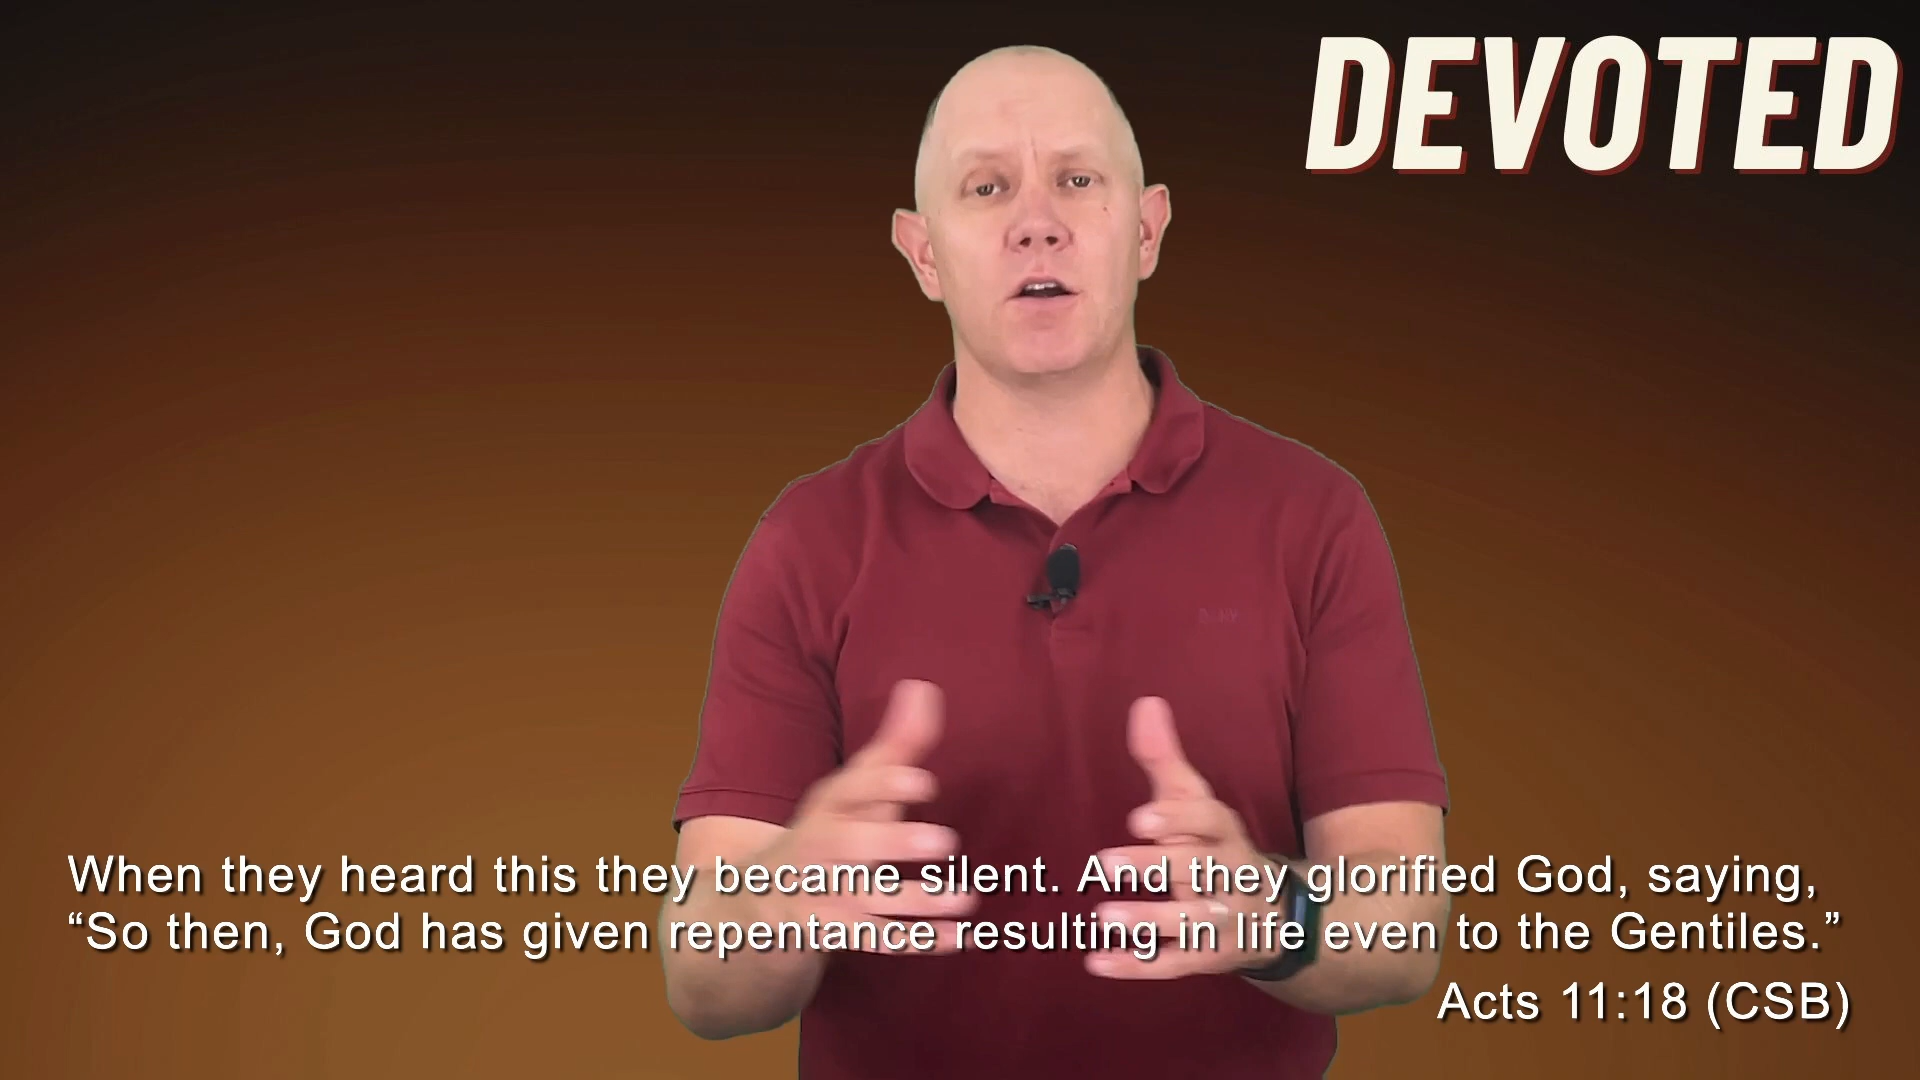 DEVOTED
When they heard this they became silent. And they glorified God, saying,
“So then, God has given repentance resulting in life even to the Gentiles.”
Acts 11:18 (CSB)